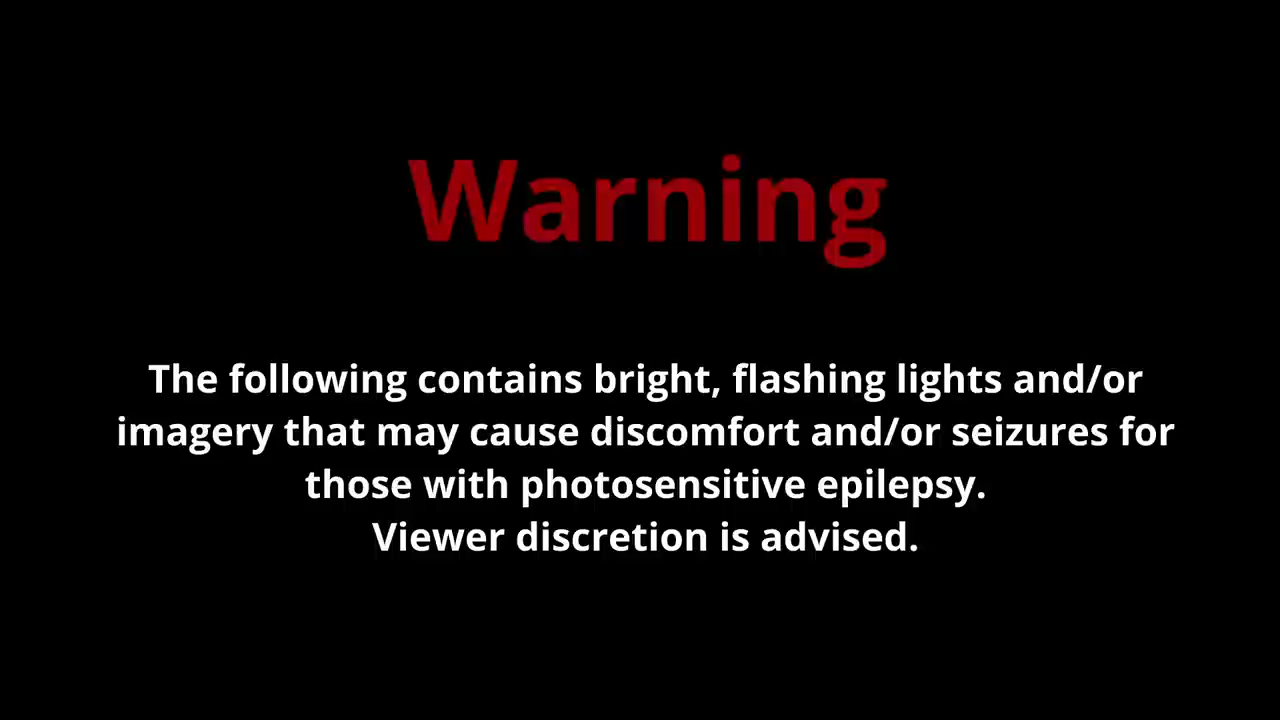 Warning
The following contains bright, flashing lights and/or
imagery that may cause discomfort and/or seizures for
those with photosensitive epilepsy.
Viewer discretion is advised.